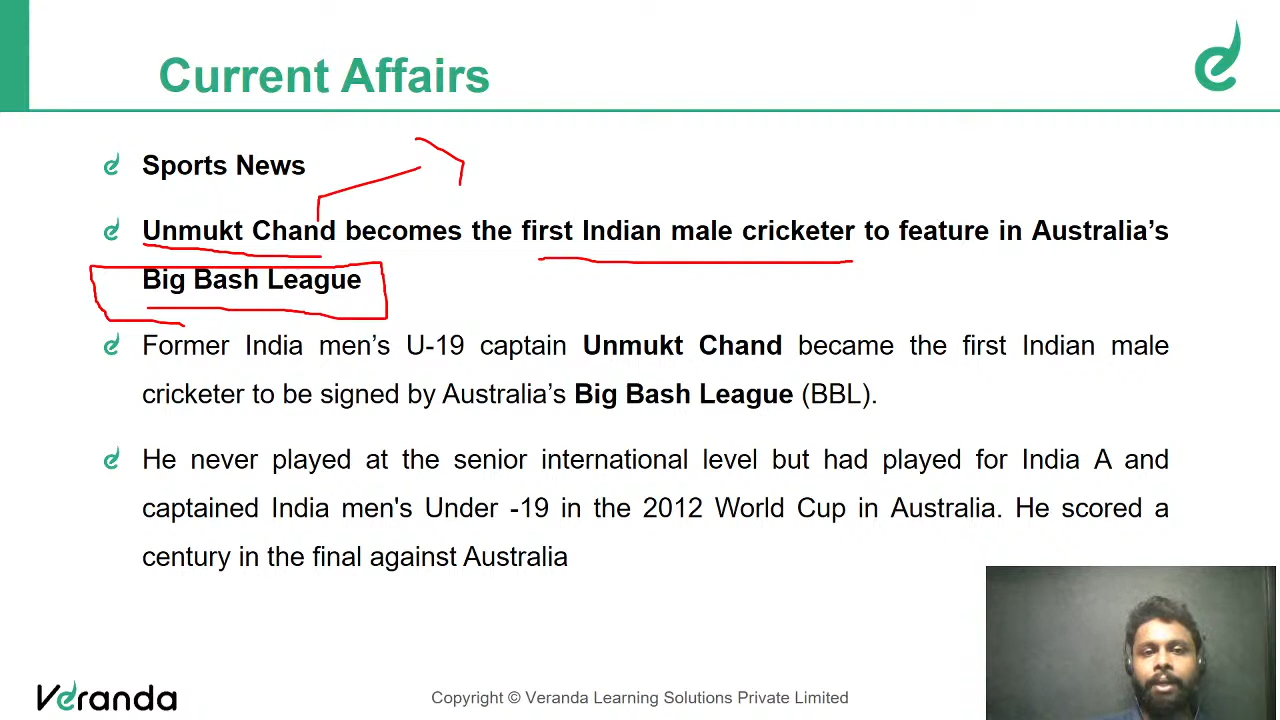 Current Affairs
Sports News
Unmukt Chand becomes the first Indian male cricketer to feature in Australia’s
Big Bash League
Former India men’s U-19 captain Unmukt Chand became the first Indian male
cricketer to be signed by Australia’s Big Bash League (BBL).
He never played at the senior international level but had played for India A and
captained India men's Under -19 in the 2012 World Cup in Australia. He scored a
century in the final against Australia
Veranda
Copyright © Veranda Learning Solutions Private Limited